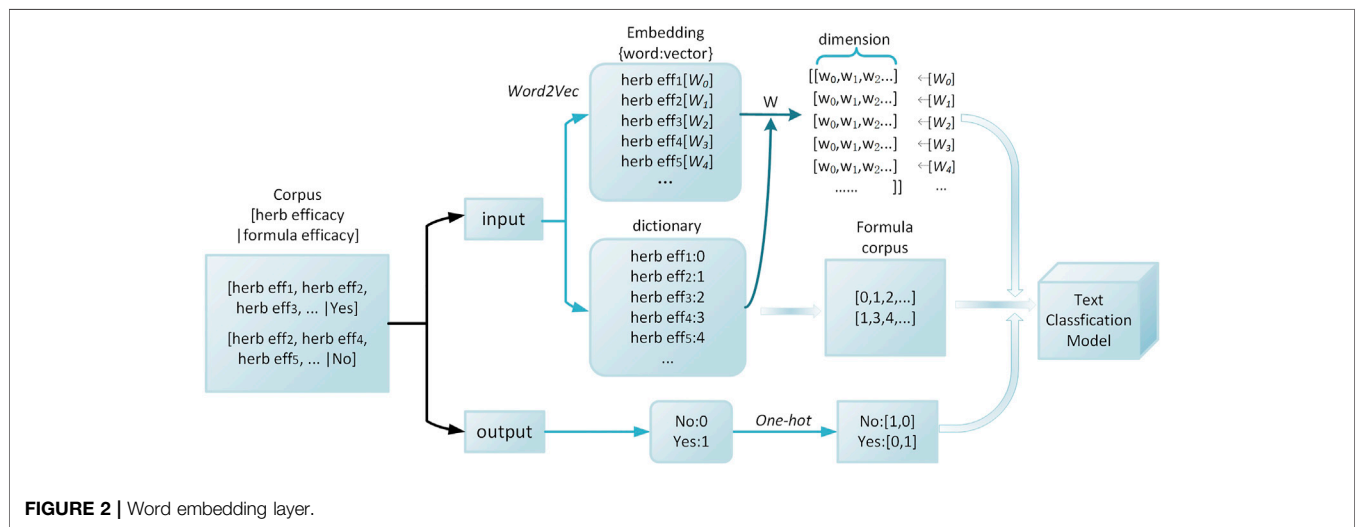 Corpus
[herb efficacy
|formula efficacy]
[herb eff1, herb eff2,
herb eff3, ... |Yes]
[herb eff2, herb eff4,
herb eff5, ... |No]
input
output
Word2Vec
Embedding
{word:vector}
herb eff1[W0]
herb eff2[W1]
herb eff3[W2]
herb eff4[W3]
herb eff5[W4]
...
dictionary
herb eff1:0
herb eff2:1
herb eff3:2
herb eff4:3
herb eff5:4
...
W
dimension
[[w0,w1,w2...] ←[W0]
[w0,w1,w2...] ←[W1]
[w0,w1,w2...] ←[W2]
[w0,w1,w2...] ←[W3]
[w0,w1,w2...] ←[W4]
...... ]] ...
Formula
corpus
[0,1,2,...]
[1,3,4,...]
No:0
Yes:1
One-hot
No:[1,0]
Yes:[0,1]
Text
Classfication
Model
FIGURE 2 | Word embedding layer.